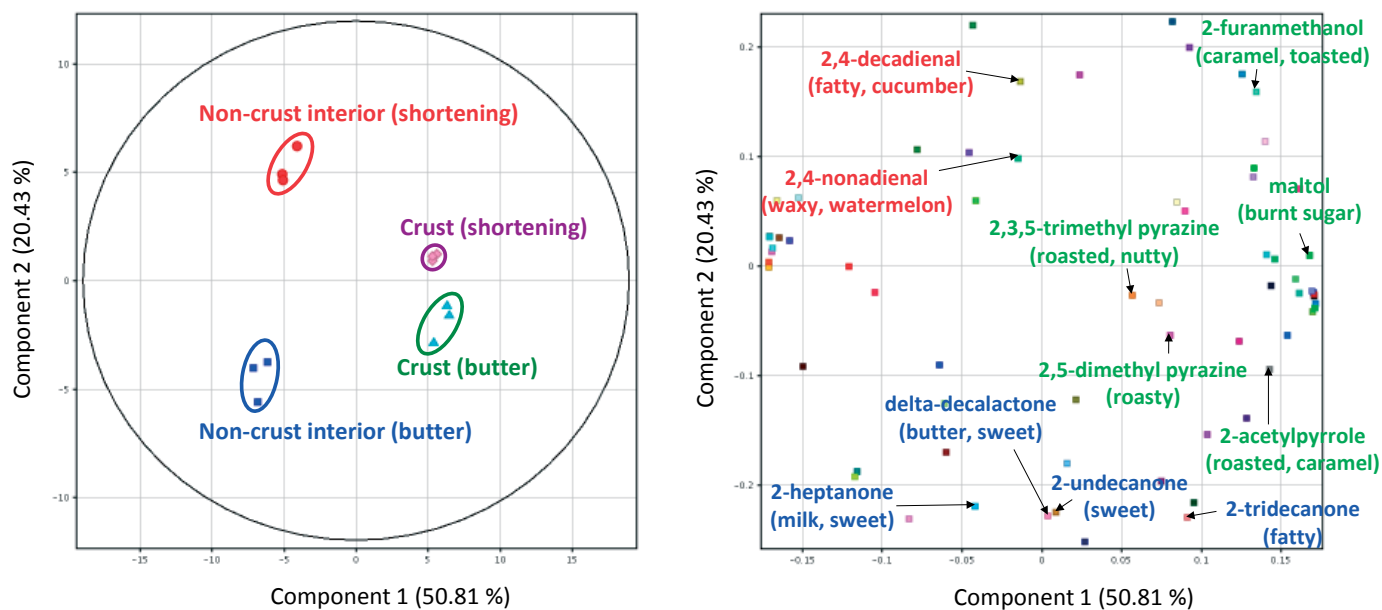 10
5
0
-5
-10
-15
-10
-5
0
5
10
15
Component 2 (20.43 %)
Component 1 (50.81 %)
Non-crust interior (shortening)
Crust (shortening)
Crust (butter)
Non-crust interior (butter)
0.2
0.1
0
-0.1
-0.2
-0.15
-0.1
-0.05
0
0.05
0.1
0.15
Component 2 (20.43 %)
Component 1 (50.81 %)
2-furanmethanol
(caramel, toasted)
2,4-decadienal
(fatty, cucumber)
2,4-nonadienal
(waxy, watermelon)
maltol
(burnt sugar)
2,3,5-trimethyl pyrazine
(roasted, nutty)
2,5-dimethyl pyrazine
(roasty)
delta-decalactone
(butter, sweet)
2-acetylpyrrole
(roasted, caramel)
2-heptanone
(milk, sweet)
2-undecanone
(sweet)
2-tridecanone
(fatty)